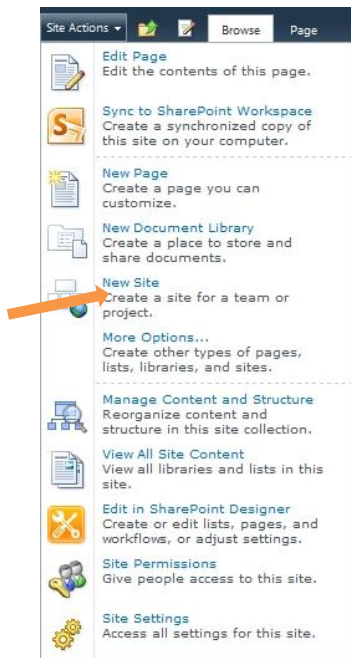 Site Actions Browse Page
Edit Page
Edit the contents of this page.
Sync to SharePoint Workspace
Create a synchronized copy of
this site on your computer.
New Page
Create a page you can
customize.
New Document Library
Create a place to store and
share documents.
New Site
Create a site for a team or
project.
More Options...
Create other types of pages,
lists, libraries, and sites.
Manage Content and Structure
Reorganize content and
structure in this site collection.
View All Site Content
View all libraries and lists in this
site.
Edit in SharePoint Designer
Create or edit lists, pages, and
workflows, or adjust settings.
Site Permissions
Give people access to this site.
Site Settings
Access all settings for this site.